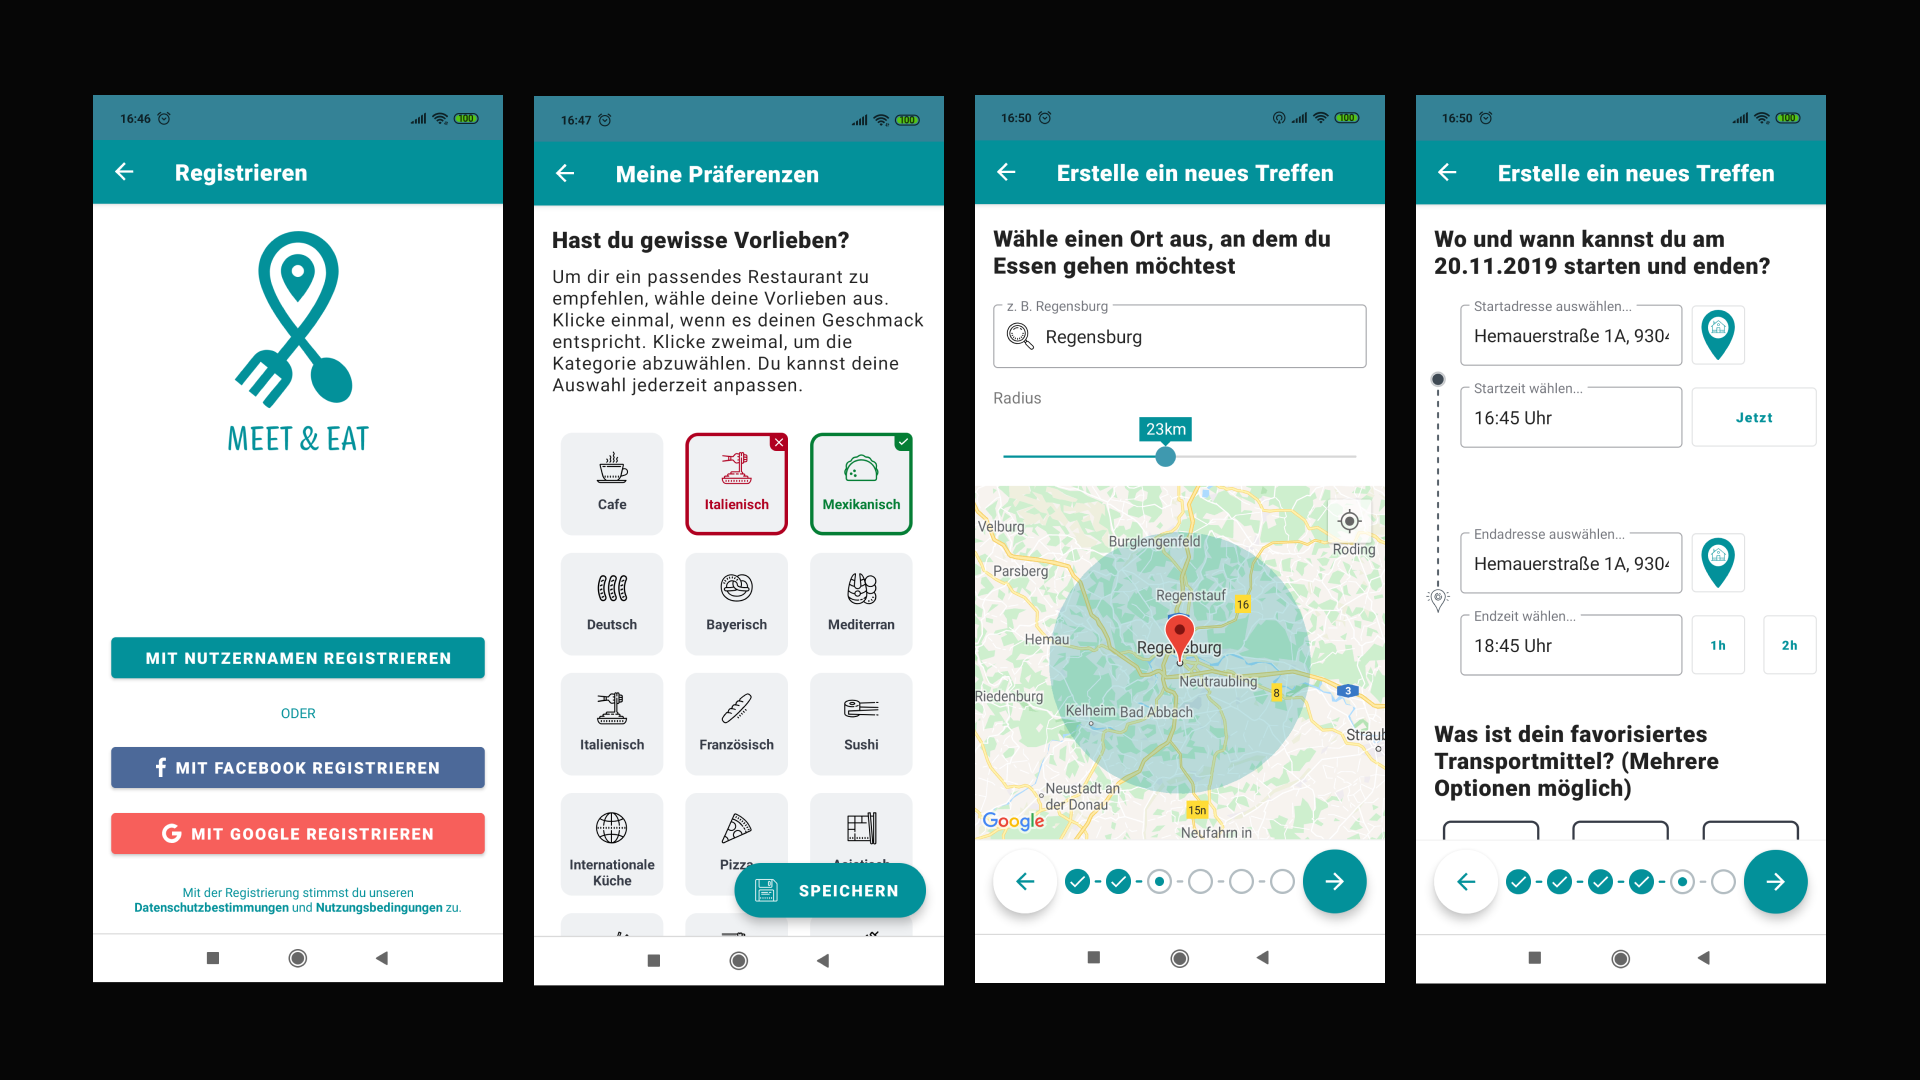 16:46
100
Registrieren
MEET & EAT
MIT NUTZERNAMEN REGISTRIEREN
ODER
f MIT FACEBOOK REGISTRIEREN
G MIT GOOGLE REGISTRIEREN
Mit der Registrierung stimmst du unseren
Datenschutzbestimmungen und Nutzungsbedingungen zu.
16:47
100
Meine Präferenzen
Hast du gewisse Vorlieben?
Um dir ein passendes Restaurant zu
empfehlen, wähle deine Vorlieben aus.
Klicke einmal, wenn es deinen Geschmack
entspricht. Klicke zweimal, um die
Kategorie abzuwählen. Du kannst deine
Auswahl jederzeit anpassen.
Cafe
Italienisch
Mexikanisch
Deutsch
Bayerisch
Mediterran
Italienisch
Französisch
Sushi
Internationale
Küche
Pizza
Asiatisch
SPEICHERN
16:50
100
Erstelle ein neues Treffen
Wähle einen Ort aus, an dem du
Essen gehen möchtest
z. B. Regensburg
Regensburg
Radius
23km
Velburg
Burglengenfeld
Roding
Parsberg
Regenstauf
16
Hemau
Regensburg
Neutraubling
8
3
Riedenburg
Kelheim
Bad Abbach
Straub
Neustadt an
der Donau
15n
Google
Neufahrn in
16:50
100
Erstelle ein neues Treffen
Wo und wann kannst du am
20.11.2019 starten und enden?
Startadresse auswählen...
Hemauerstraße 1A, 930
Startzeit wählen...
16:45 Uhr
Jetzt
Endadresse auswählen...
Hemauerstraße 1A, 930
Endzeit wählen...
18:45 Uhr
1h
2h
Was ist dein favorisiertes
Transportmittel? (Mehrere
Optionen möglich)